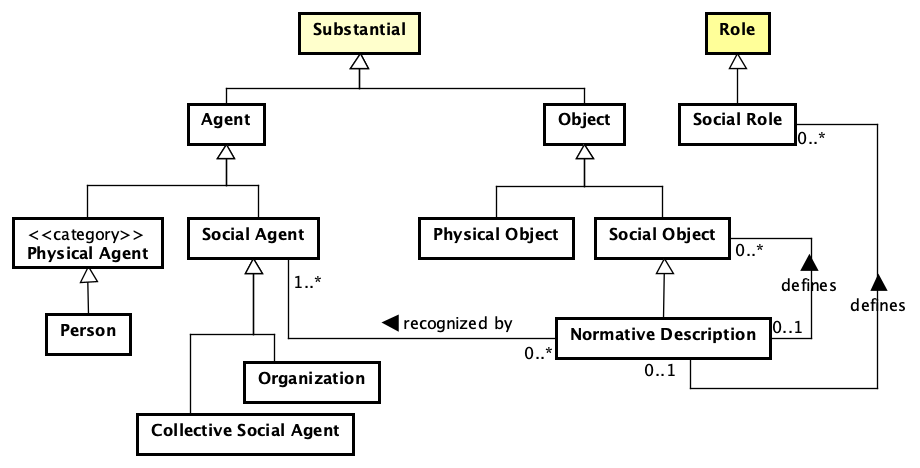 Substantial
Role
Agent
Object
Social Role
0..*
<<category>>
Physical Agent
Social Agent
Physical Object
Social Object
0..*
1..*
defines
defines
Person
recognized by
Normative Description
0..1
0..*
0..1
Organization
Collective Social Agent